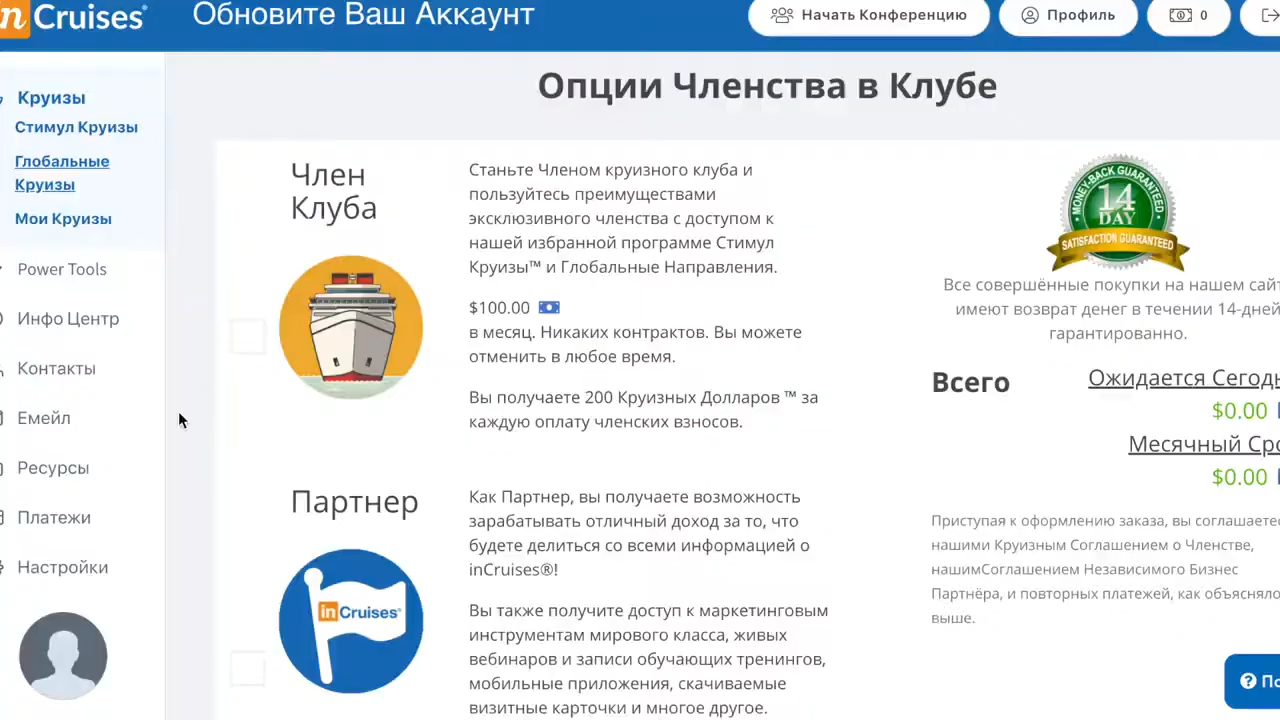 inCruises®
Обновите Ваш Аккаунт
Начать Конференцию
Профиль
0
Круизы
Стимул Круизы
Глобальные
Круизы
Мои Круизы
Power Tools
Инфо Центр
Контакты
Емейл
Ресурсы
Платежи
Настройки
Опции Членства в Клубе
Член
Клуба
Станьте Членом круизного клуба и
пользуйтесь преимуществами
эксклюзивного членства с доступом к
нашей избранной программе Стимул
Круизы™ и Глобальные Направления.
$100.00
в месяц. Никаких контрактов. Вы можете
отменить в любое время.
Вы получаете 200 Круизных Долларов ™ за
каждую оплату членских взносов.
Партнер
inCruises®
Как Партнер, вы получаете возможность
зарабатывать отличный доход за то, что
будете делиться со всеми информацией о
inCruises®!
Вы также получите доступ к маркетинговым
инструментам мирового класса, живых
вебинаров и записи обучающих тренингов,
мобильные приложения, скачиваемые
визитные карточки и многое другое.
MONEY-BACK GUARANTEED
14
DAY
SATISFACTION GUARANTEED
Все совершённые покупки на нашем сайт
имеют возврат денег в течении 14-дней
гарантированно.
Всего
Ожидается Сегодн
$0.00
Месячный Сро
$0.00
Приступая к оформлению заказа, вы соглашаетес
нашими Круизным Соглашением о Членстве,
нашимСоглашением Независимого Бизнес
Партнёра, и повторных платежей, как объясняло
выше.
По